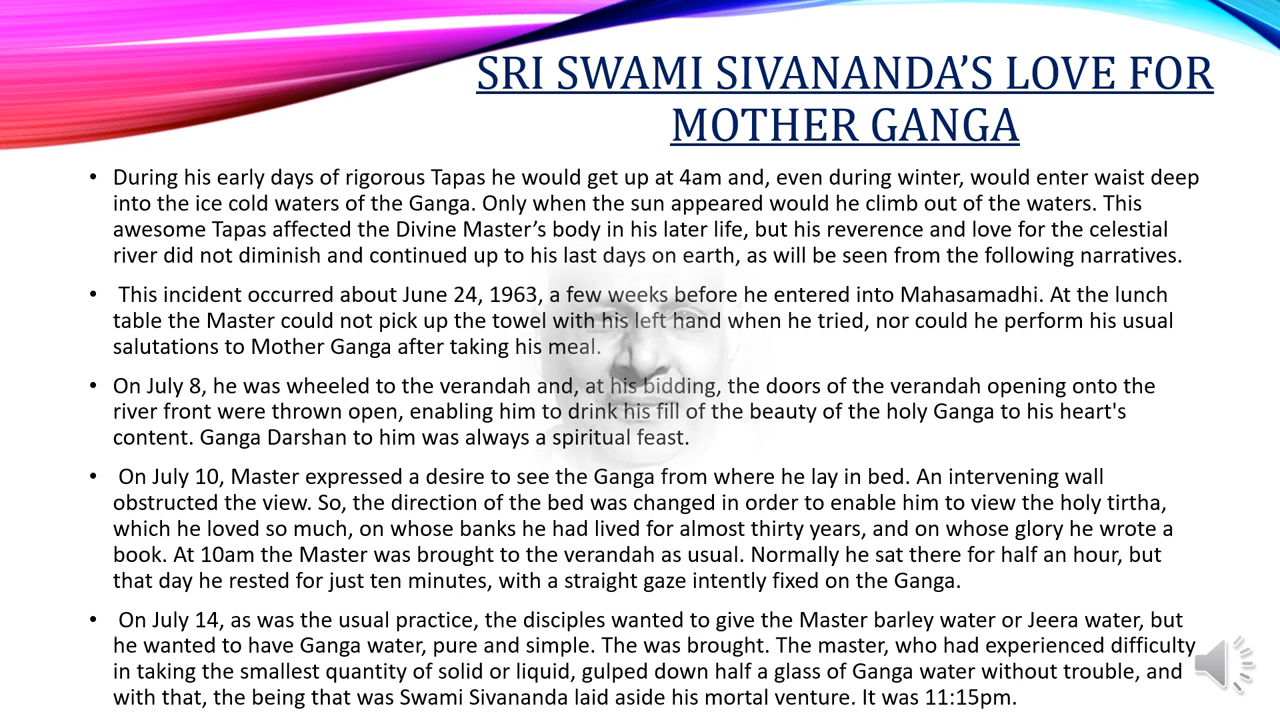 SRI SWAMI SIVANANDA’S LOVE FOR
MOTHER GANGA
• During his early days of rigorous Tapas he would get up at 4am and, even during winter, would enter waist deep
into the ice cold waters of the Ganga. Only when the sun appeared would he climb out of the waters. This
awesome Tapas affected the Divine Master’s body in his later life, but his reverence and love for the celestial
river did not diminish and continued up to his last days on earth, as will be seen from the following narratives.
• This incident occurred about June 24, 1963, a few weeks before he entered into Mahasamadhi. At the lunch
table the Master could not pick up the towel with his left hand when he tried, nor could he perform his usual
salutations to Mother Ganga after taking his meal.
• On July 8, he was wheeled to the verandah and, at his bidding, the doors of the verandah opening onto the
river front were thrown open, enabling him to drink his fill of the beauty of the holy Ganga to his heart's
content. Ganga Darshan to him was always a spiritual feast.
• On July 10, Master expressed a desire to see the Ganga from where he lay in bed. An intervening wall
obstructed the view. So, the direction of the bed was changed in order to enable him to view the holy tirtha,
which he loved so much, on whose banks he had lived for almost thirty years, and on whose glory he wrote a
book. At 10am the Master was brought to the verandah as usual. Normally he sat there for half an hour, but
that day he rested for just ten minutes, with a straight gaze intently fixed on the Ganga.
• On July 14, as was the usual practice, the disciples wanted to give the Master barley water or Jeera water, but
he wanted to have Ganga water, pure and simple. The was brought. The master, who had experienced difficulty
in taking the smallest quantity of solid or liquid, gulped down half a glass of Ganga water without trouble, and
with that, the being that was Swami Sivananda laid aside his mortal venture. It was 11:15pm.